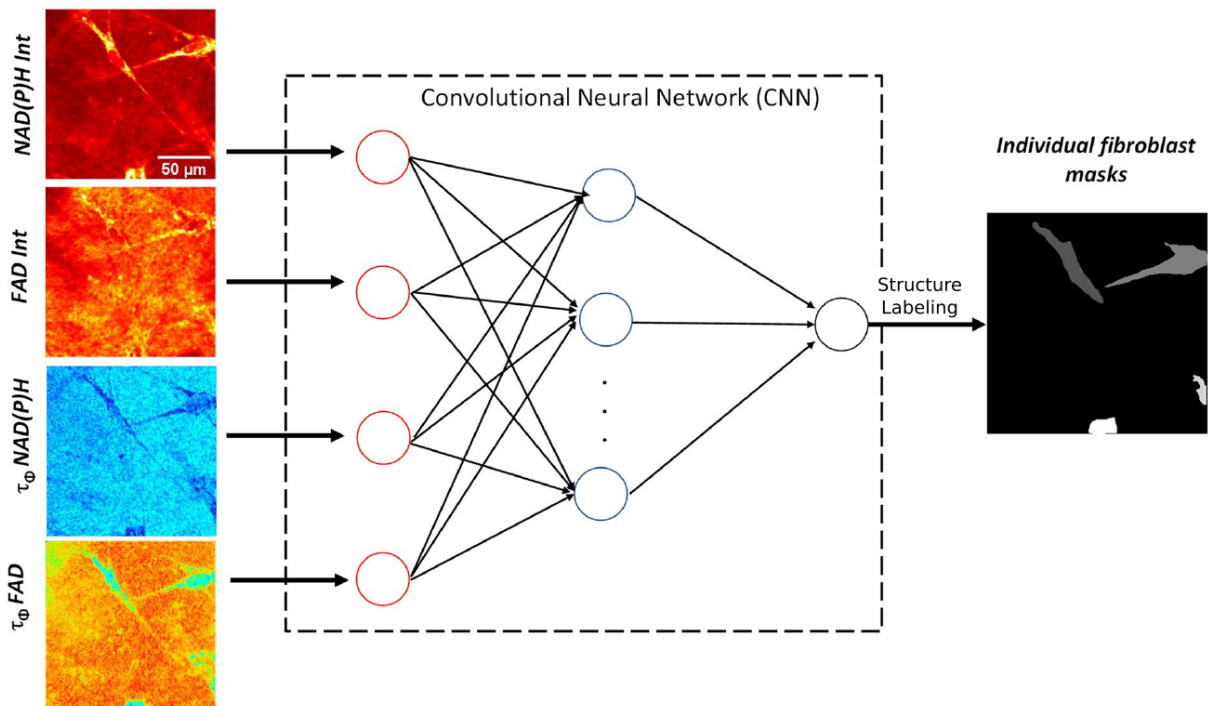 NAD(P)H Int
50 µm
FAD Int
τΦ NAD(P)H
τΦ FAD
Convolutional Neural Network (CNN)
Structure
Labeling
Individual fibroblast
masks